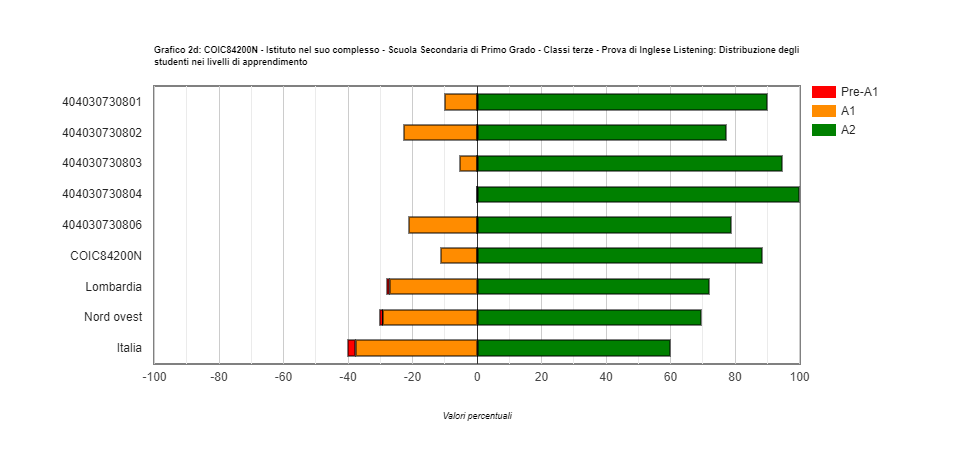 Grafico 2d: COIC84200N - Istituto nel suo complesso - Scuola Secondaria di Primo Grado - Classi terze - Prova di Inglese Listening: Distribuzione degli
studenti nei livelli di apprendimento
Pre-A1
A1
A2
404030730801
404030730802
404030730803
404030730804
404030730806
COIC84200N
Lombardia
Nord ovest
Italia
-100 -80 -60 -40 -20 0 20 40 60 80 100
Valori percentuali